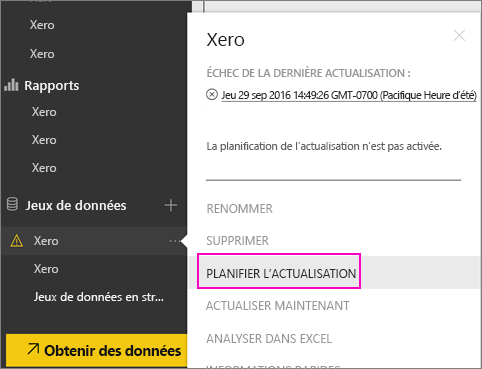 Xero
Xero
Rapports
Xero
Xero
Xero
Jeux de données
Xero
Xero
Jeux de données en str...
Obtenir des données
Xero
ÉCHEC DE LA DERNIÈRE ACTUALISATION :
Jeu 29 sep 2016 14:49:26 GMT-0700 (Pacifique Heure d'été)
La planification de l'actualisation n'est pas activée.
RENOMMER
SUPPRIMER
PLANIFIER L'ACTUALISATION
ACTUALISER MAINTENANT
ANALYSER DANS EXCEL
INFORMATIONS RAPIDES